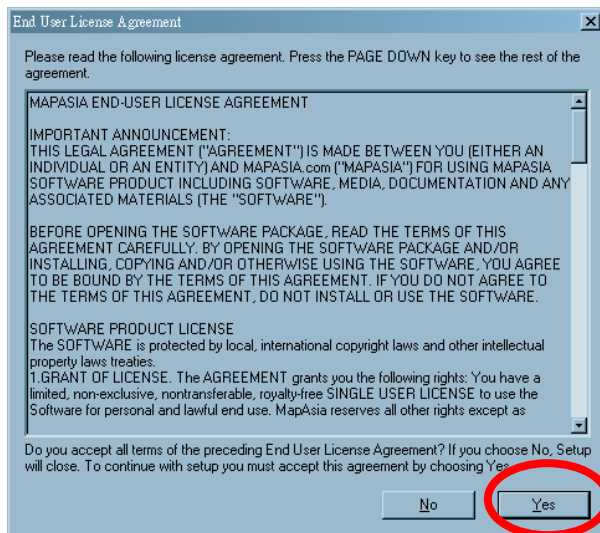 End User License Agreement
Please read the following license agreement. Press the PAGE DOWN key to see the rest of the
agreement.
MAPASIA END-USER LICENSE AGREEMENT
IMPORTANT ANNOUNCEMENT:
THIS LEGAL AGREEMENT ("AGREEMENT") IS MADE BETWEEN YOU (EITHER AN
INDIVIDUAL OR AN ENTITY) AND MAPASIA.com ("MAPASIA") FOR USING MAPASIA
SOFTWARE PRODUCT INCLUDING SOFTWARE, MEDIA, DOCUMENTATION AND ANY
ASSOCIATED MATERIALS (THE "SOFTWARE").
BEFORE OPENING THE SOFTWARE PACKAGE, READ THE TERMS OF THIS
AGREEMENT CAREFULLY. BY OPENING THE SOFTWARE PACKAGE AND/OR
INSTALLING, COPYING AND/OR OTHERWISE USING THE SOFTWARE, YOU AGREE
TO BE BOUND BY THE TERMS OF THIS AGREEMENT. IF YOU DO NOT AGREE TO
THE TERMS OF THIS AGREEMENT, DO NOT INSTALL OR USE THE SOFTWARE.
SOFTWARE PRODUCT LICENSE
The SOFTWARE is protected by local, international copyright laws and other intellectual
property laws treaties.
1.GRANT OF LICENSE. The AGREEMENT grants you the following rights: You have a
limited, non-exclusive, nontransferable, royalty-free SINGLE USER LICENSE to use the
Software for personal and lawful end use. MapAsia reserves all other rights except as
Do you accept all terms of the preceding End User License Agreement? If you choose No, Setup
will close. To continue with setup you must accept this agreement by choosing Yes.
No
Yes